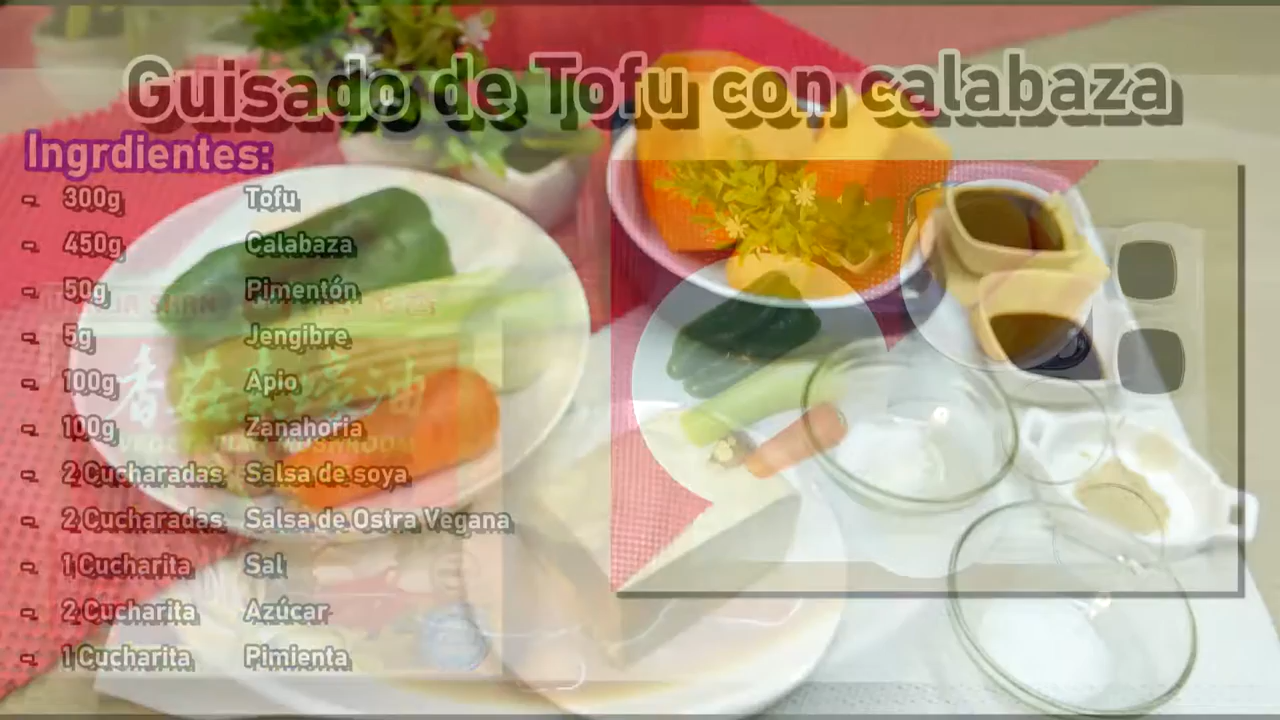 Guisado de Tofu con calabaza
Ingrdientes:
- 300g Tofu
- 450g Calabaza
- 50g Pimentón
- 5g Jengibre
- 100g Apio
- 100g Zanahoria
- 2 Cucharadas Salsa de soya
- 2 Cucharadas Salsa de Ostra Vegana
- 1 Cucharita Sal
- 2 Cucharita Azúcar
- 1 Cucharita Pimienta